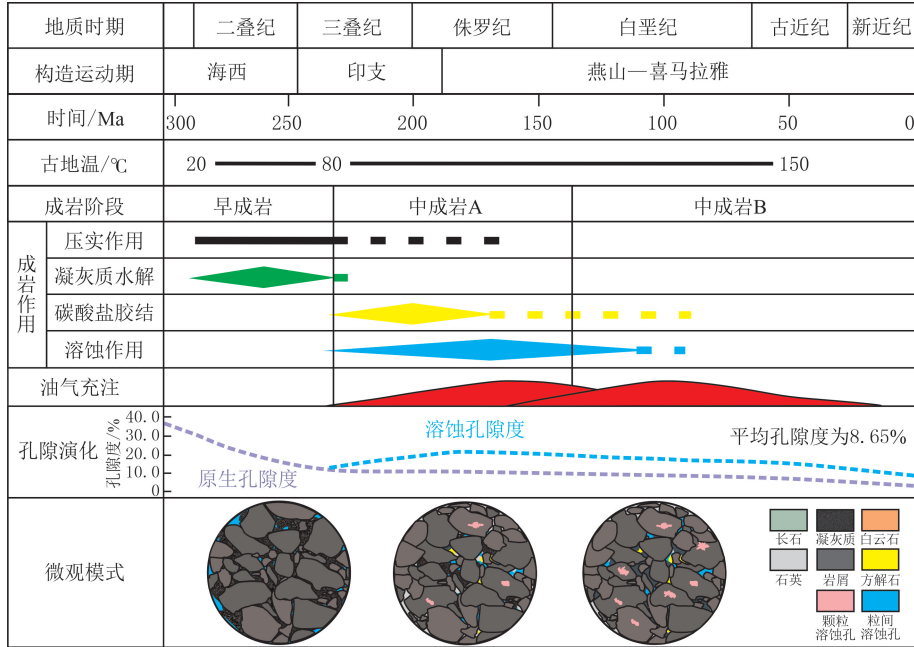 地质时期 二叠纪 三叠纪 侏罗纪 白垩纪 古近纪 新近纪
构造运动期 海西 印支 燕山—喜马拉雅
时间/Ma 300 250 200 150 100 50 0
古地温/℃ 20 80 150
成岩阶段 早成岩 中成岩A 中成岩B
成岩作用
压实作用
凝灰质水解
碳酸盐胶结
溶蚀作用
油气充注
孔隙演化
孔隙度/%
40.0
30.0
20.0
10.0
0
原生孔隙度
溶蚀孔隙度
平均孔隙度为8.65%
微观模式
长石 凝灰质 白云石
石英 岩屑 方解石
颗粒 粒间
溶蚀孔 溶蚀孔